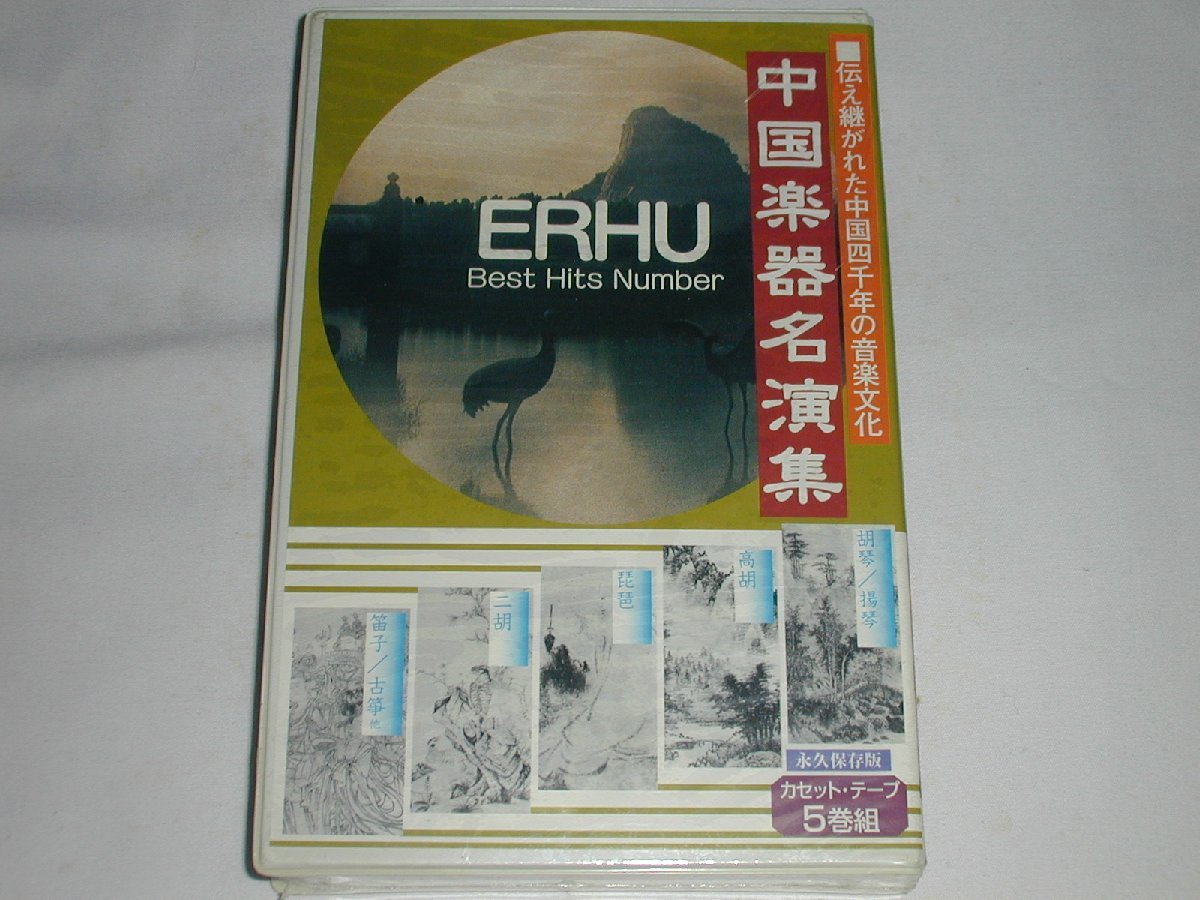 ■伝え継がれた中国四千年の音楽文化
中国楽器名演集
ERHU
Best Hits Number
胡琴/揚琴
高胡
琵琶
二胡
笛子/古箏他
永久保存版
カセット・テープ
5巻組